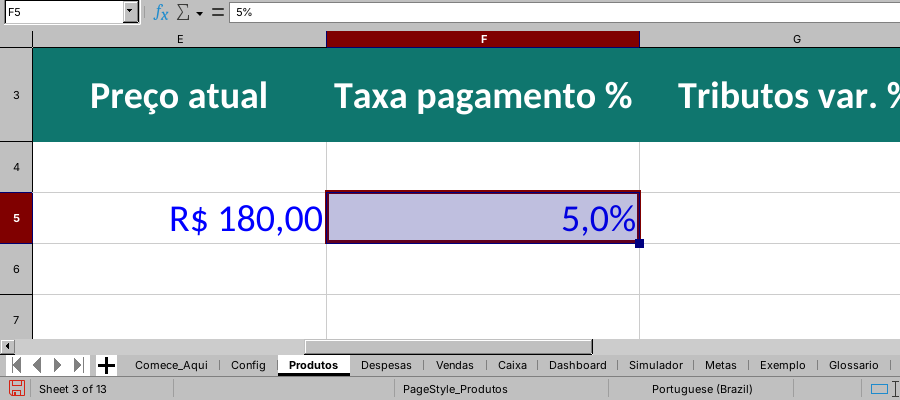 F5 fx Σ = 5%
E F G
3 Preço atual Taxa pagamento % Tributos var. %
4
5 R$ 180,00 5,0%
6
7
Comece_Aqui Config Produtos Despesas Vendas Caixa Dashboard Simulador Metas Exemplo Glossario
Sheet 3 of 13 PageStyle_Produtos Portuguese (Brazil)